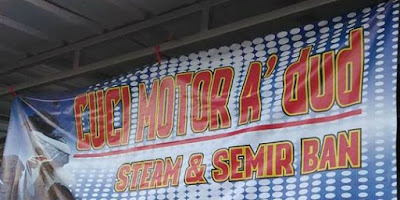 CUCI MOTOR A' dud
STEAM & SEMIR BAN